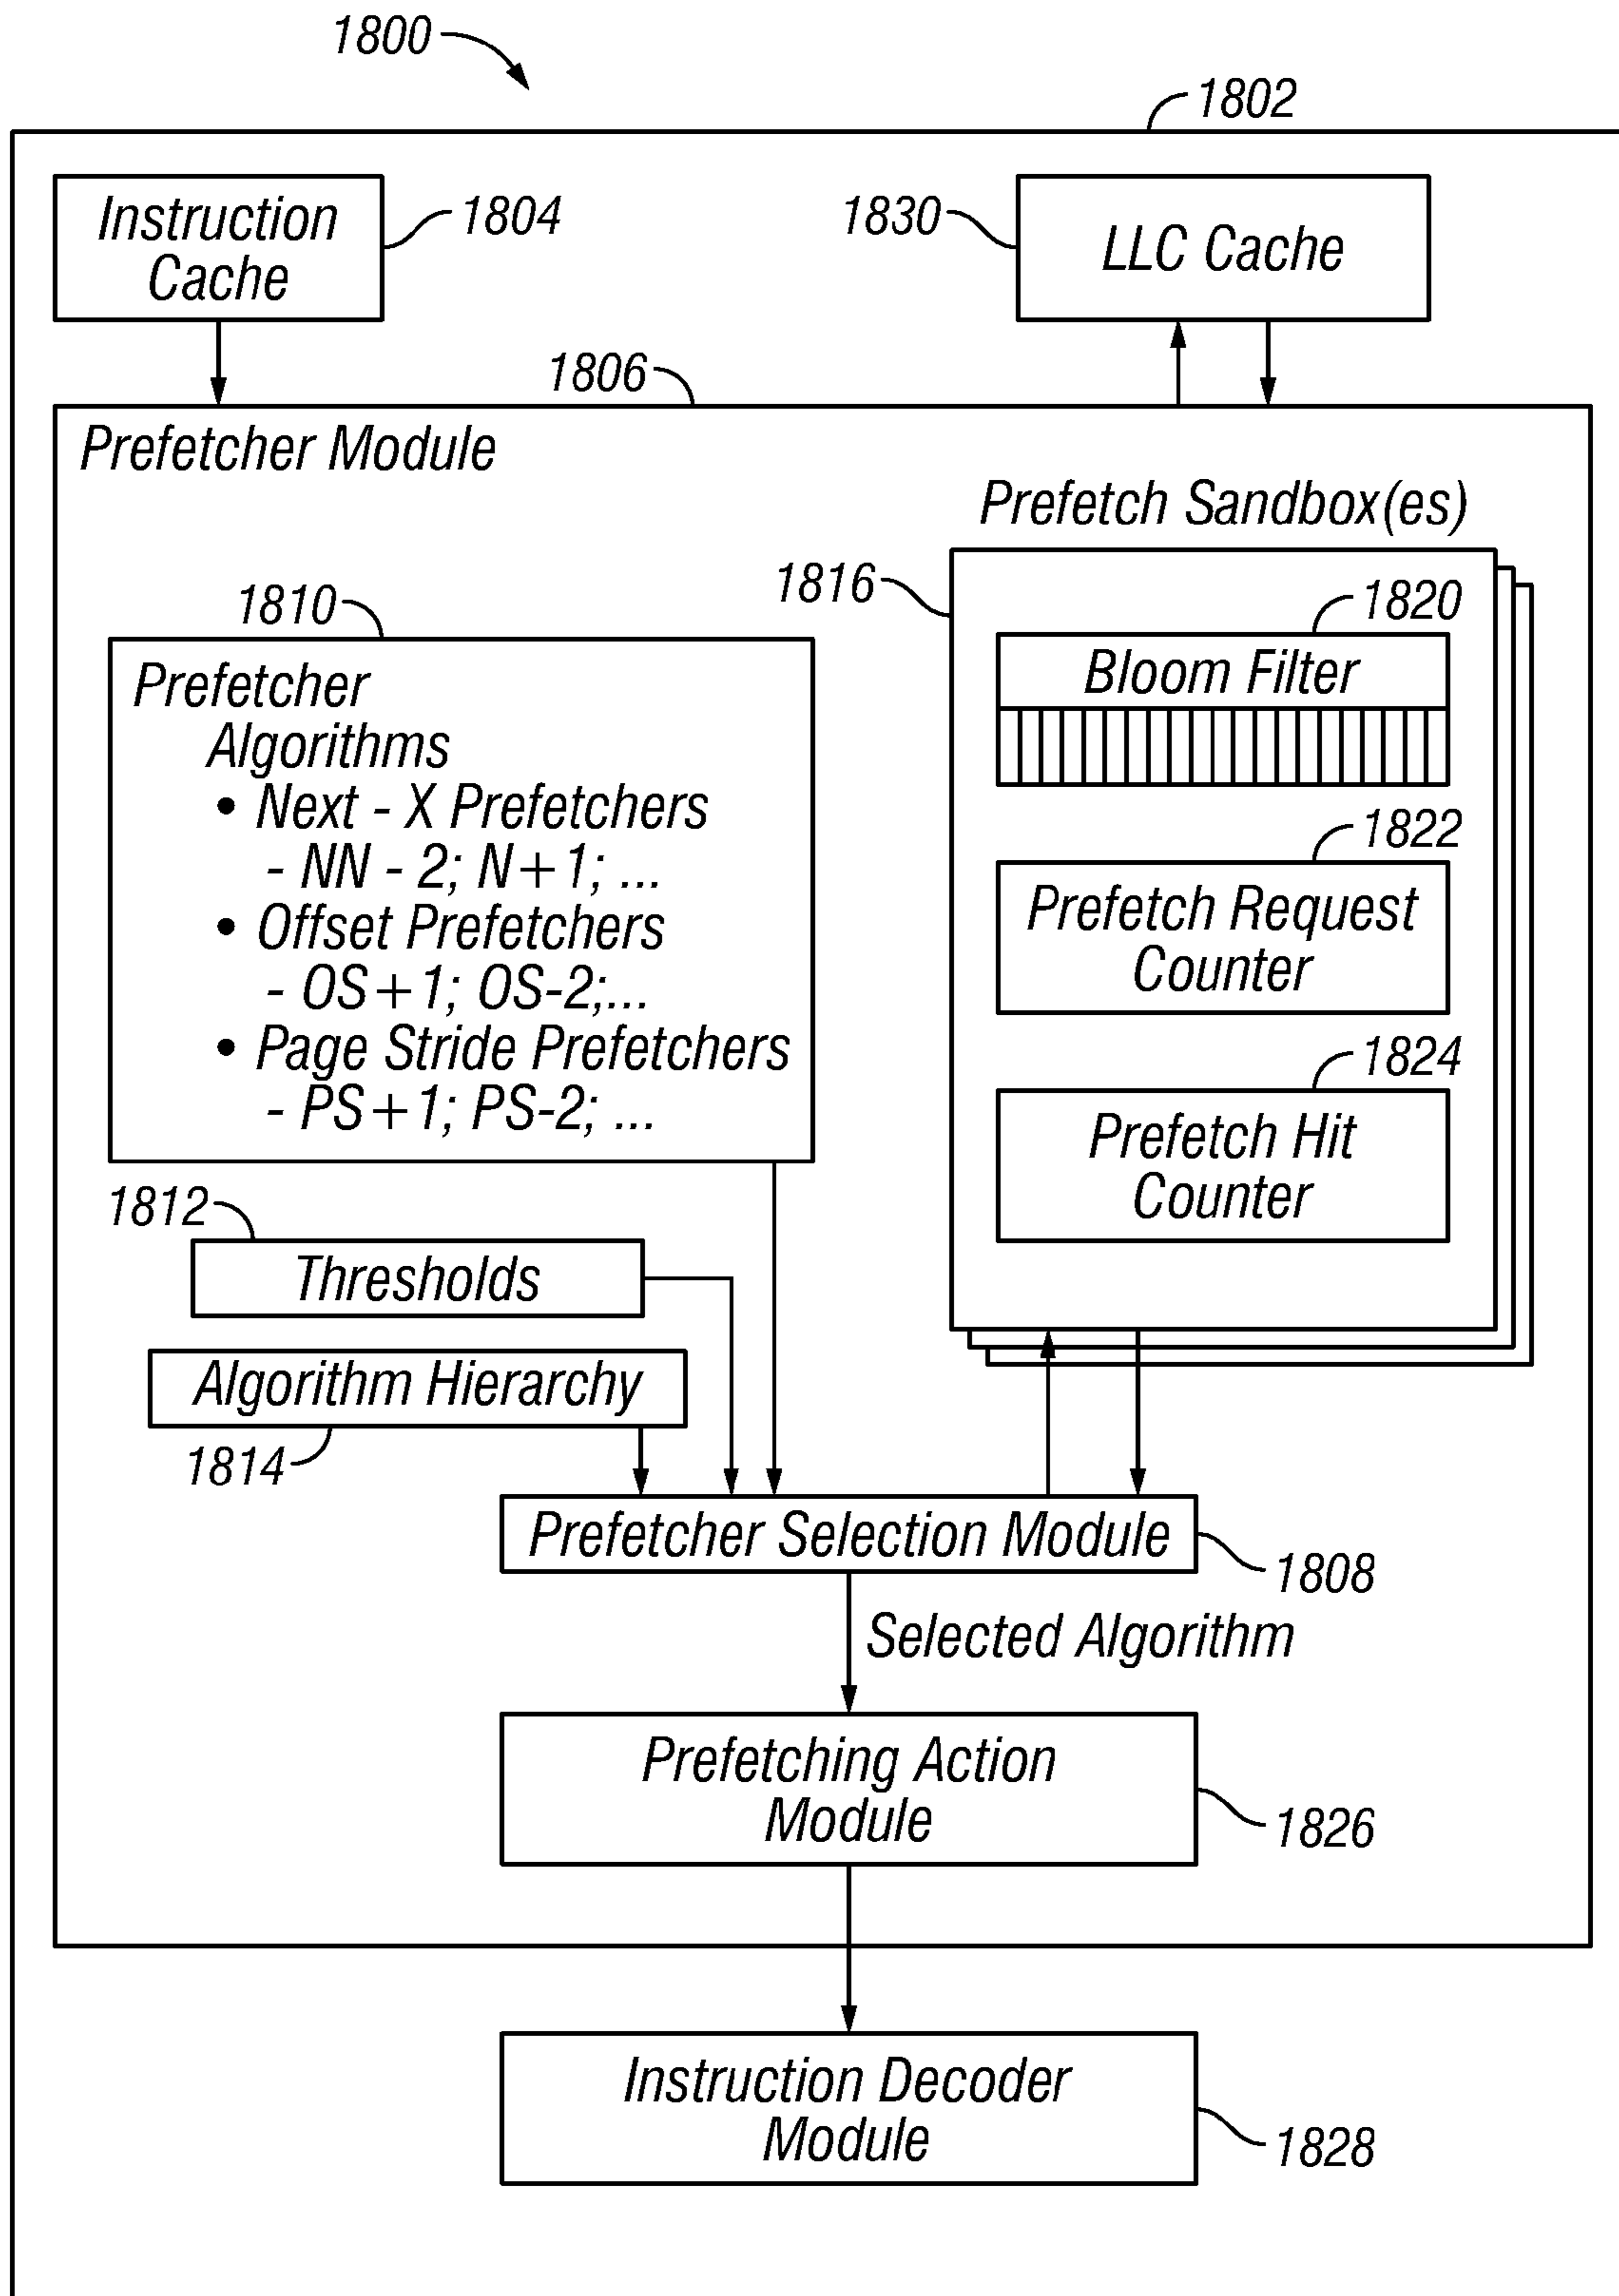 1800
1802
Instruction
Cache
1804
1830
LLC Cache
1806
Prefetcher Module
Prefetch Sandbox(es)
1816
1810
Prefetcher
Algorithms
• Next - X Prefetchers
- NN - 2; N+1; ...
• Offset Prefetchers
- OS+1; OS-2;...
• Page Stride Prefetchers
- PS+1; PS-2; ...
1820
Bloom Filter
1822
Prefetch Request
Counter
1824
Prefetch Hit
Counter
1812
Thresholds
Algorithm Hierarchy
1814
Prefetcher Selection Module
1808
Selected Algorithm
Prefetching Action
Module
1826
Instruction Decoder
Module
1828